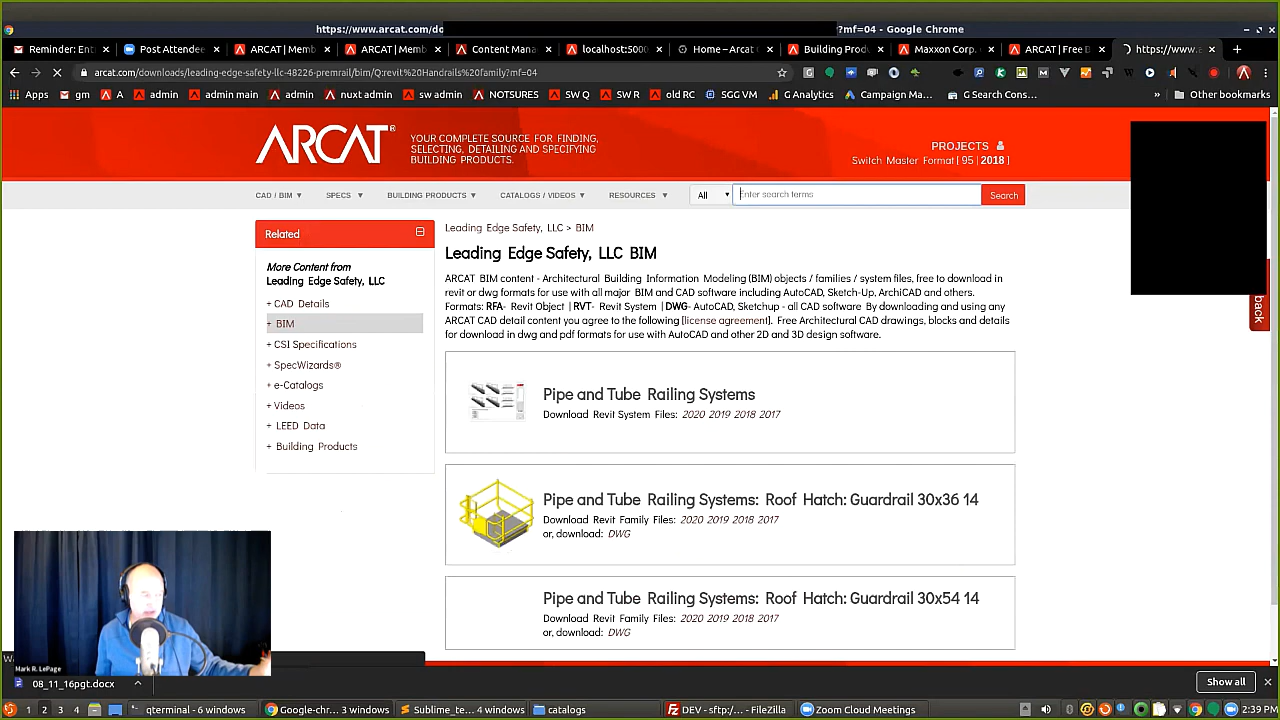 https://www.arcat.com/do ?mf=04 - Google Chrome
Reminder: Ent Post Attendee ARCAT | Memb ARCAT | Memb Content Man localhost:5000 Home – Arcat Building Produ Maxxon Corp. ARCAT | Free B https://www.a
arcat.com/downloads/leading-edge-safety-llc-48226-premrail/bim/Q:revit%20Handrails%20family?mf=04
Apps gm A admin admin main admin nuxt admin sw admin NOTSURES SW Q SW R old RC SGG VM G Analytics Campaign Ma... G Search Cons... » Other bookmarks
ARCAT®
YOUR COMPLETE SOURCE FOR FINDING,
SELECTING, DETAILING AND SPECIFYING
BUILDING PRODUCTS.
PROJECTS
Switch Master Format [ 95 | 2018 ]
CAD / BIM SPECS BUILDING PRODUCTS CATALOGS / VIDEOS RESOURCES All Enter search terms Search
Related
More Content from
Leading Edge Safety, LLC
+ CAD Details
+ BIM
+ CSI Specifications
+ SpecWizards®
+ e-Catalogs
+ Videos
+ LEED Data
+ Building Products
Leading Edge Safety, LLC > BIM
Leading Edge Safety, LLC BIM
ARCAT BIM content - Architectural Building Information Modeling (BIM) objects / families / system files, free to download in
revit or dwg formats for use with all major BIM and CAD software including AutoCAD, Sketch-Up, ArchiCAD and others.
Formats: RFA- Revit Object | RVT- Revit System | DWG- AutoCAD, Sketchup - all CAD software By downloading and using any
ARCAT CAD detail content you agree to the following [license agreement]. Free Architectural CAD drawings, blocks and details
for download in dwg and pdf formats for use with AutoCAD and other 2D and 3D design software.
Pipe and Tube Railing Systems
Download Revit System Files: 2020 2019 2018 2017
Pipe and Tube Railing Systems: Roof Hatch: Guardrail 30x36 14
Download Revit Family Files: 2020 2019 2018 2017
or, download: DWG
Pipe and Tube Railing Systems: Roof Hatch: Guardrail 30x54 14
Download Revit Family Files: 2020 2019 2018 2017
or, download: DWG
back
Mark R. LePage
08_11_16pgt.docx
Show all
1 2 3 4 qterminal - 6 windows Google-chr... 3 windows Sublime_te... 4 windows catalogs DEV - sftp:/... - FileZilla Zoom Cloud Meetings 2:39 PM